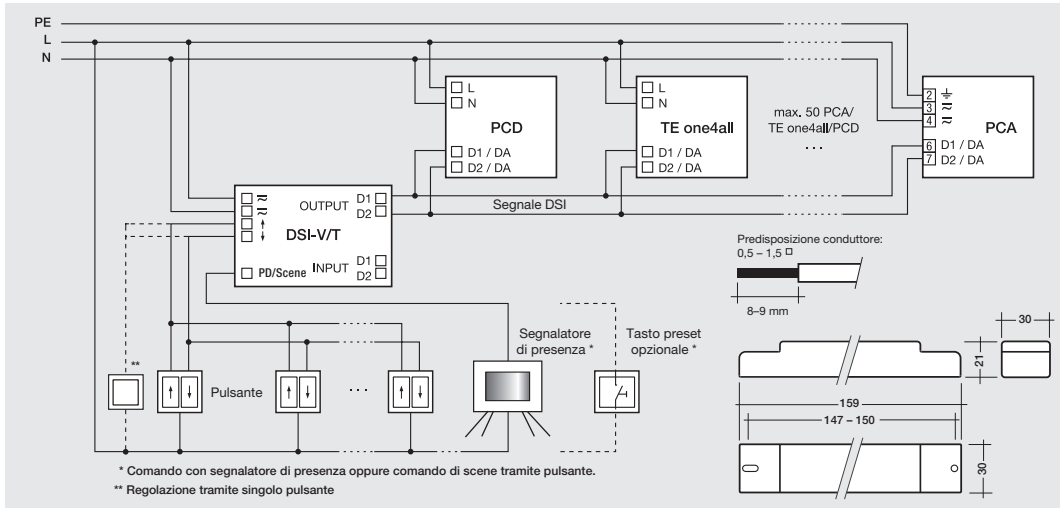 PE
L
N
L
N
PCD
D1 / DA
D2 / DA
L
N
TE one4all
D1 / DA
D2 / DA
max. 50 PCA/
TE one4all/PCD
...
2
3
4
PCA
6 D1 / DA
7 D2 / DA
OUTPUT D1
D2
↑
↓
DSI-V/T
PD/Scene
INPUT D1
D2
Segnale DSI
Predisposizione conduttore:
0,5 – 1,5 □
8–9 mm
**
↑ ↓
Pulsante
↑ ↓
...
↑ ↓
Segnalatore
di presenza *
Tasto preset
opzionale *
30
21
159
147 – 150
30
* Comando con segnalatore di presenza oppure comando di scene tramite pulsante.
** Regolazione tramite singolo pulsante